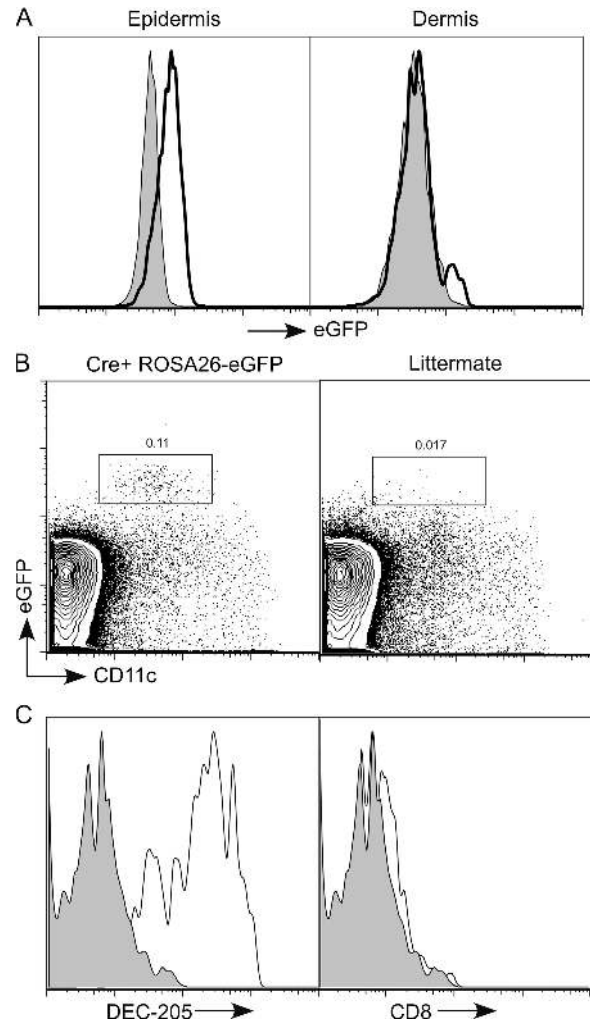 A
Epidermis
Dermis
eGFP
B
Cre+ ROSA26-eGFP
Littermate
0.11
0.017
eGFP
CD11c
C
DEC-205
CD8